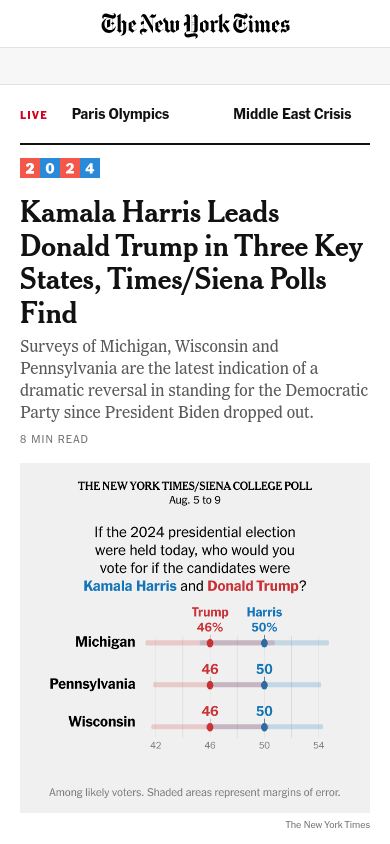 The New York Times
LIVE Paris Olympics Middle East Crisis
2024
Kamala Harris Leads
Donald Trump in Three Key
States, Times/Siena Polls
Find
Surveys of Michigan, Wisconsin and
Pennsylvania are the latest indication of a
dramatic reversal in standing for the Democratic
Party since President Biden dropped out.
8 MIN READ
THE NEW YORK TIMES/SIENA COLLEGE POLL
Aug. 5 to 9
If the 2024 presidential election
were held today, who would you
vote for if the candidates were
Kamala Harris and Donald Trump?
Trump Harris
46% 50%
Michigan
46 50
Pennsylvania
46 50
Wisconsin
42 46 50 54
Among likely voters. Shaded areas represent margins of error.
The New York Times